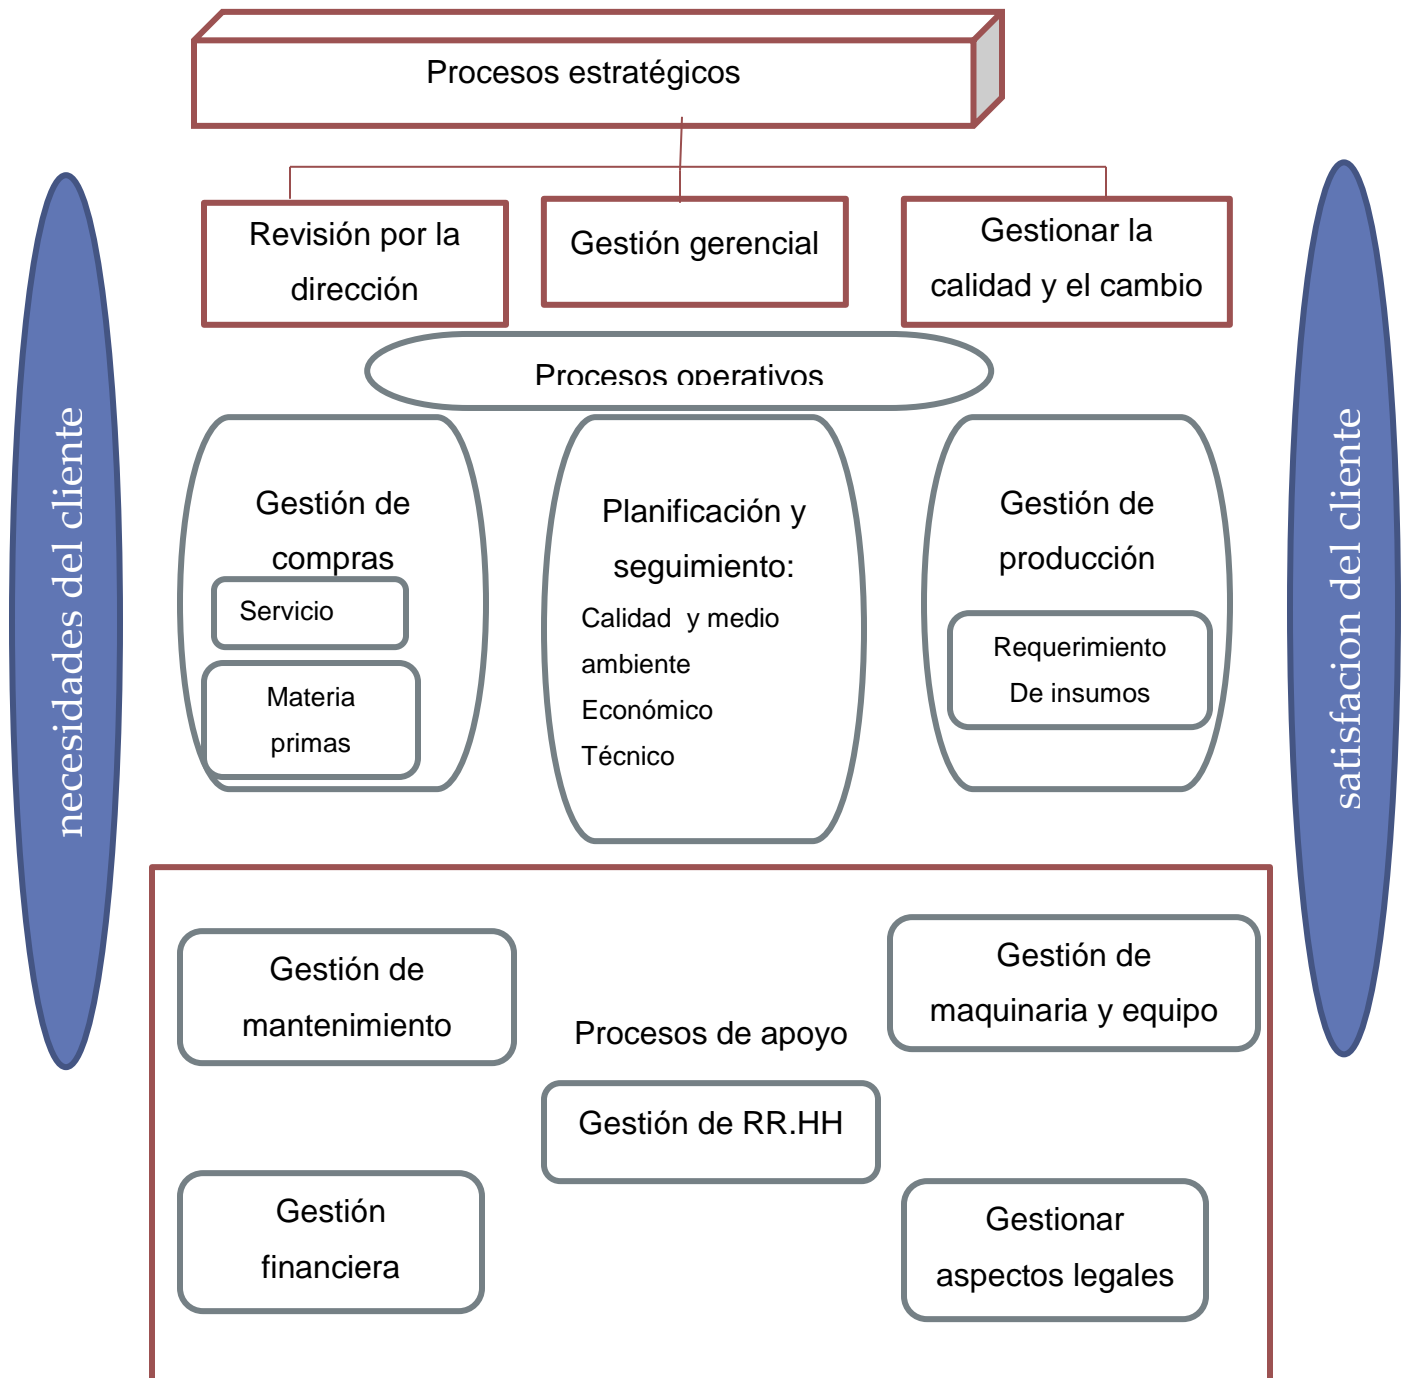 Procesos estratégicos
Revisión por la
dirección
Gestión gerencial
Gestionar la
calidad y el cambio
necesidades del cliente
satisfacion del cliente
Procesos operativos
Gestión de
compras
Servicio
Materia
primas
Planificación y
seguimiento:
Calidad y medio
ambiente
Económico
Técnico
Gestión de
producción
Requerimiento
De insumos
Gestión de
mantenimiento
Procesos de apoyo
Gestión de
maquinaria y equipo
Gestión de RR.HH
Gestión
financiera
Gestionar
aspectos legales